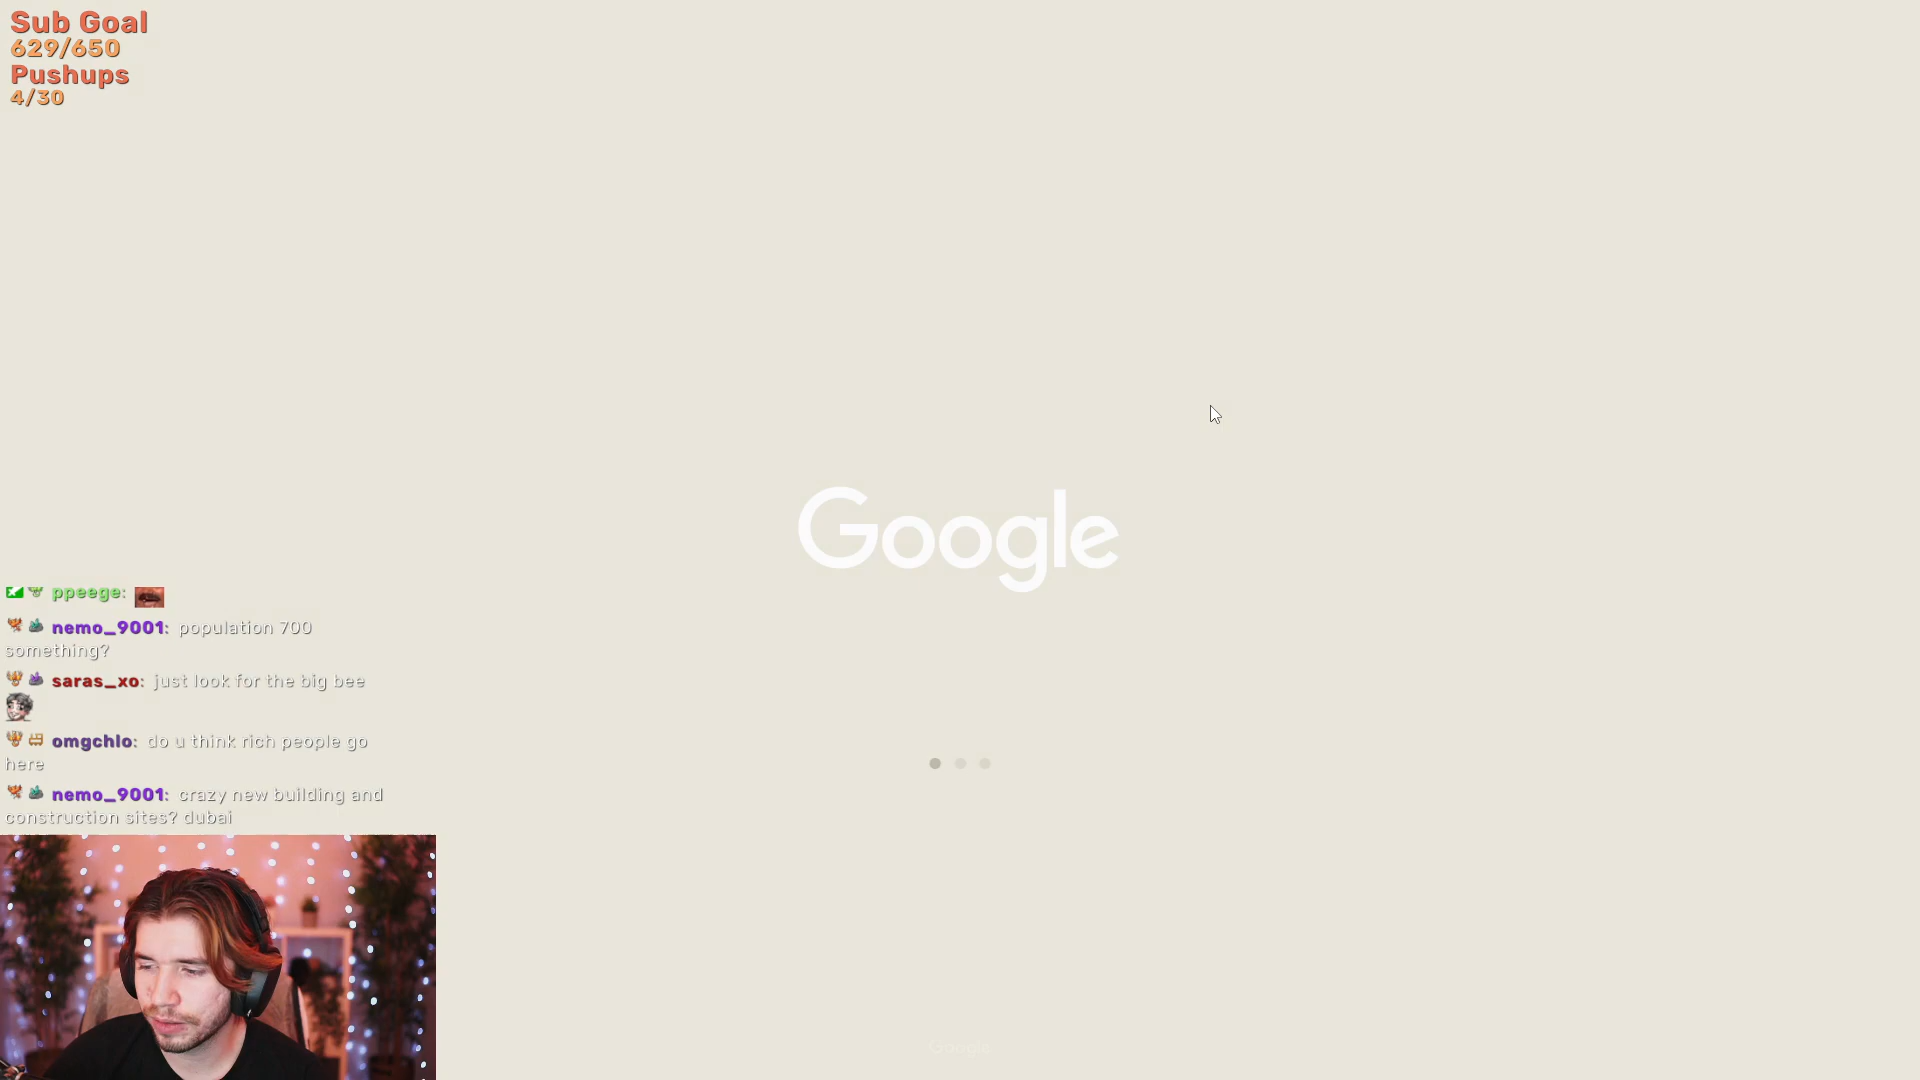 Sub Goal
629/650
Pushups
4/30
Google
ppeege:
nemo_9001: population 700
something?
saras_xo: just look for the big bee
omgchlo: do u think rich people go
here
nemo_9001: crazy new building and
construction sites? dubai
Google